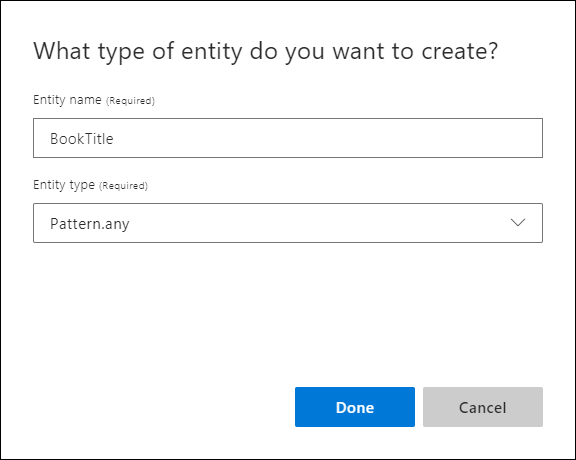 What type of entity do you want to create?
Entity name (Required)
BookTitle
Entity type (Required)
Pattern.any
Done
Cancel